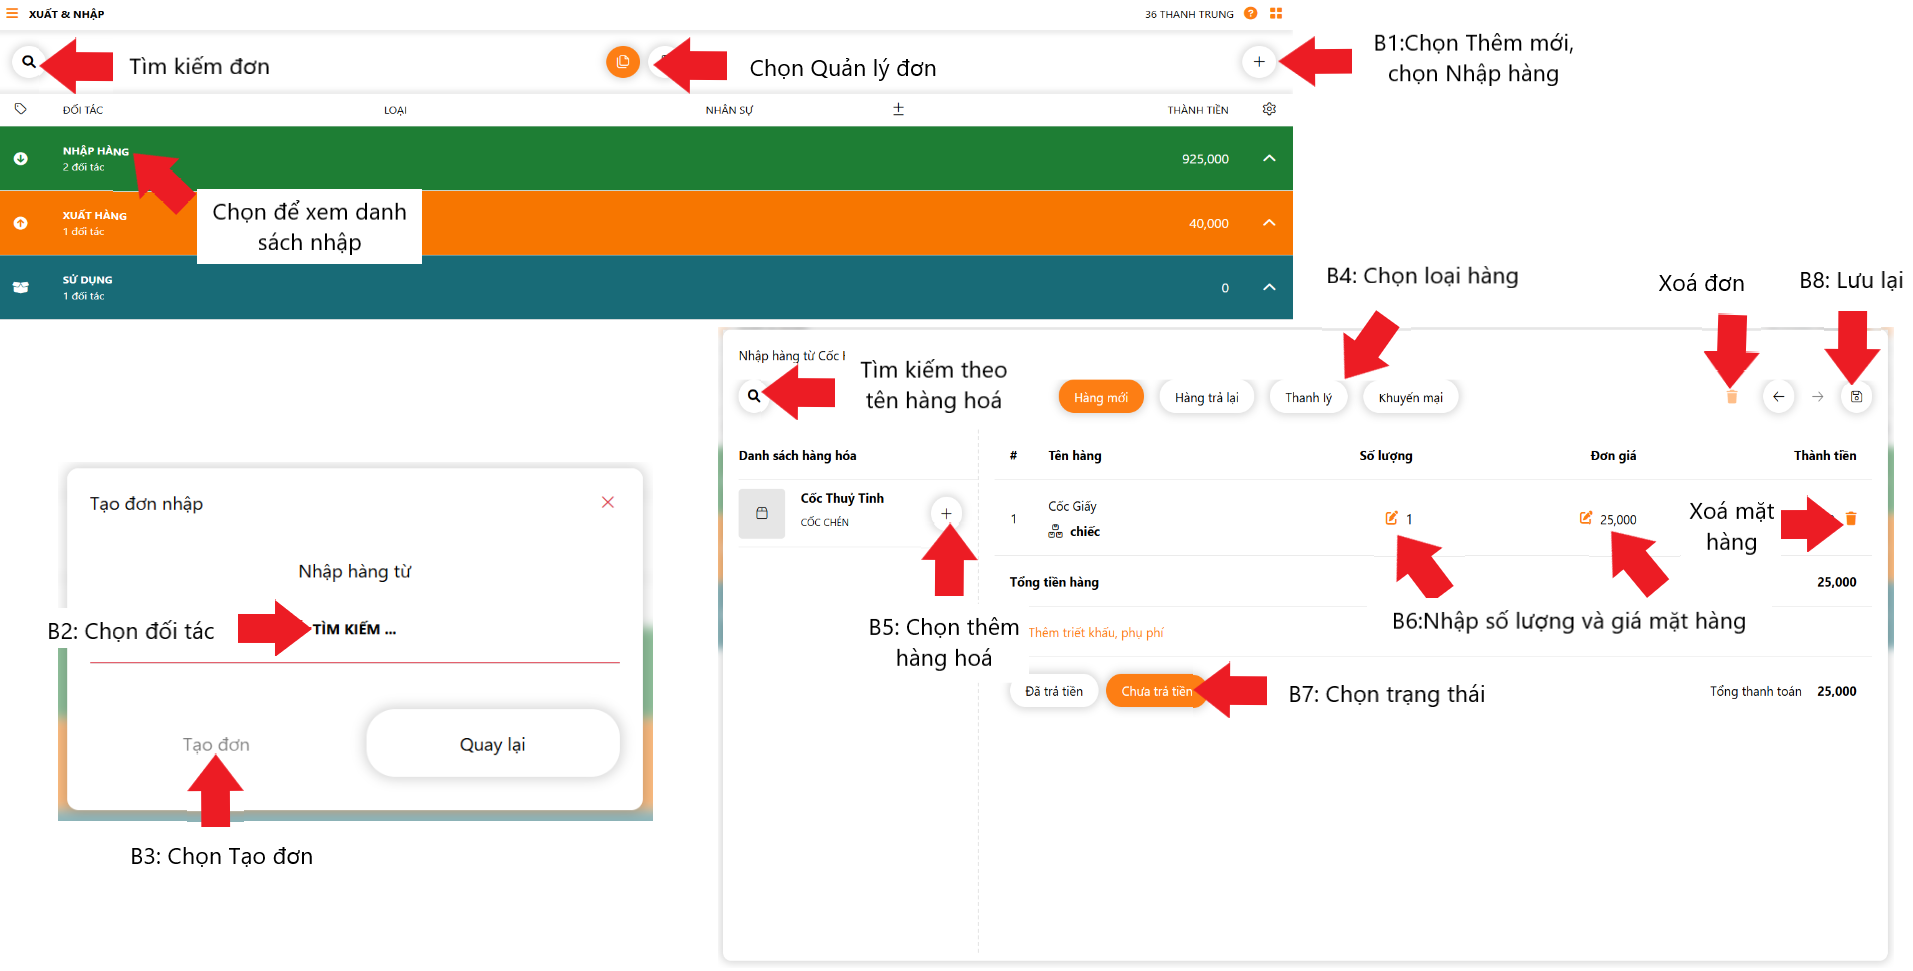 XUẤT & NHẬP
36 THANH TRUNG
Tìm kiếm đơn
Chọn Quản lý đơn
B1:Chọn Thêm mới,
chọn Nhập hàng
ĐỐI TÁC
LOẠI
NHÂN SỰ
THÀNH TIỀN
NHẬP HÀNG
2 đối tác
925,000
Chọn để xem danh
sách nhập
XUẤT HÀNG
1 đối tác
40,000
SỬ DỤNG
1 đối tác
0
B4: Chọn loại hàng
Xoá đơn
B8: Lưu lại
Nhập hàng từ Cốc
Tìm kiếm theo
tên hàng hoá
Hàng mới
Hàng trả lại
Thanh lý
Khuyến mại
Danh sách hàng hóa
#
Tên hàng
Số lượng
Đơn giá
Thành tiền
Cốc Thuỷ Tinh
CỐC CHÉN
1
Cốc Giấy
chiếc
1
25,000
Xoá mặt
hàng
Tổng tiền hàng
25,000
B5: Chọn thêm
hàng hoá
Thêm triết khấu, phụ phí
B6:Nhập số lượng và giá mặt hàng
Đã trả tiền
Chưa trả tiền
B7: Chọn trạng thái
Tổng thanh toán
25,000
Tạo đơn nhập
Nhập hàng từ
B2: Chọn đối tác
TÌM KIẾM ...
Tạo đơn
Quay lại
B3: Chọn Tạo đơn